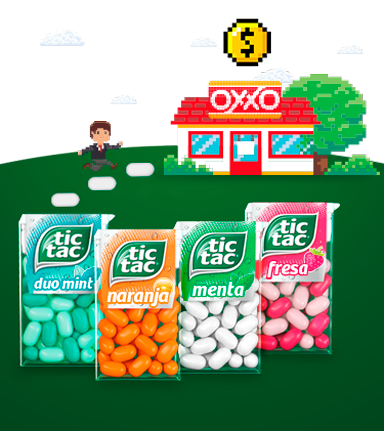 $
OXXO
tic
tac
duo mint
tic
tac
naranja
tic
tac
menta
tic
tac
fresa